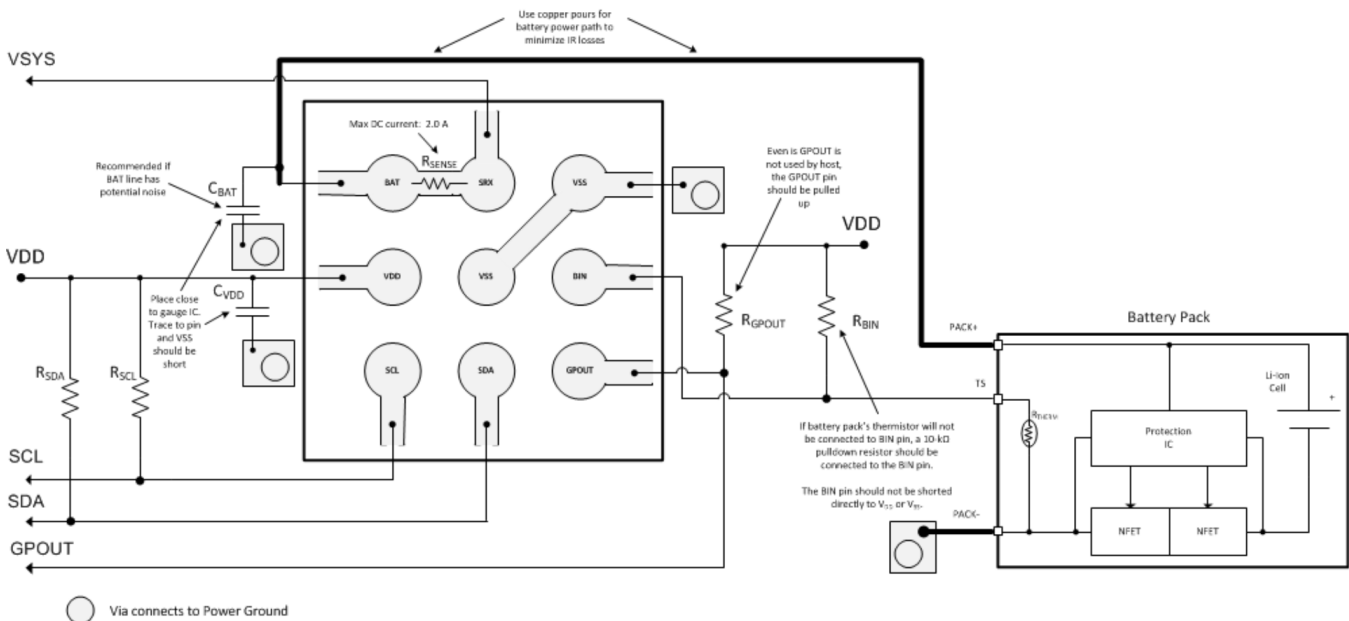 Use copper pours for
battery power path to
minimize IR losses
VSYS
Max DC current: 2.0 A
RSENSE
Recommended if
BAT line has
potential noise
CBAT
BAT
SRX
VSS
Even is GPOUT is
not used by host,
the GPOUT pin
should be pulled
up
VDD
VDD
CVDD
Place close
to gauge IC.
Trace to pin
and VSS
should be
short
VDD
VSS
BIN
RGPOUT
RBIN
RSDA
RSCL
SCL
SDA
GPOUT
Battery Pack
PACK+
TS
RTHERM
Li-Ion
Cell
+
Protection
IC
NFET
NFET
PACK-
If battery pack's thermistor will not
be connected to BIN pin, a 10-kΩ
pulldown resistor should be
connected to the BIN pin.
The BIN pin should not be shorted
directly to VSS or
SCL
SDA
GPOUT
Via connects to Power Ground